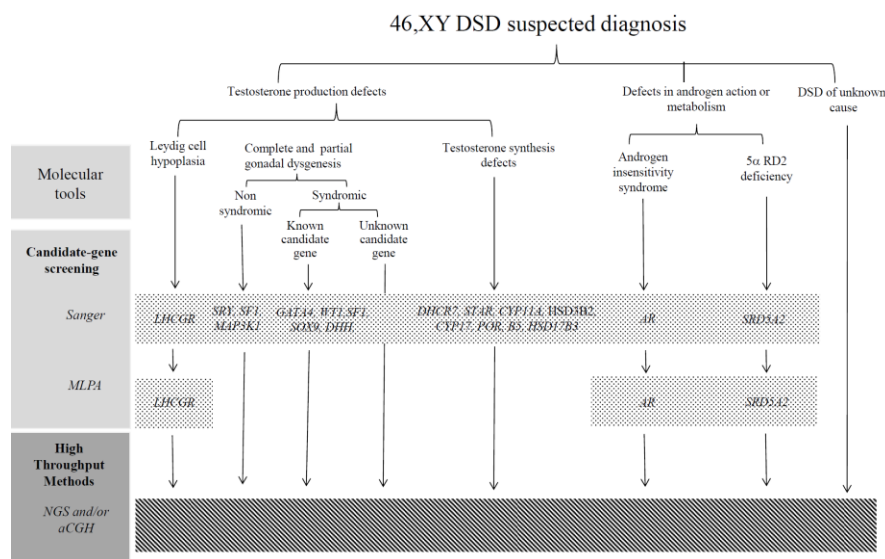 46,XY DSD suspected diagnosis
Testosterone production defects
Defects in androgen action or
metabolism
DSD of unknown
cause
Leydig cell
hypoplasia
Complete and partial
gonadal dysgenesis
Testosterone synthesis
defects
Androgen
insensitivity
syndrome
5α RD2
deficiency
Molecular
tools
Non
syndromic
Syndromic
Known
candidate
gene
Unknown
candidate
gene
Candidate-gene
screening
Sanger
LHCGR
SRY, SF1,
MAP3K1
GATA4, WT1,SF1,
SOX9, DHH,
DHCR7, STAR, CYP11A, HSD3B2,
CYP17, POR, B5, HSD17B3
AR
SRD5A2
MLPA
LHCGR
AR
SRD5A2
High
Throughput
Methods
NGS and/or
aCGH